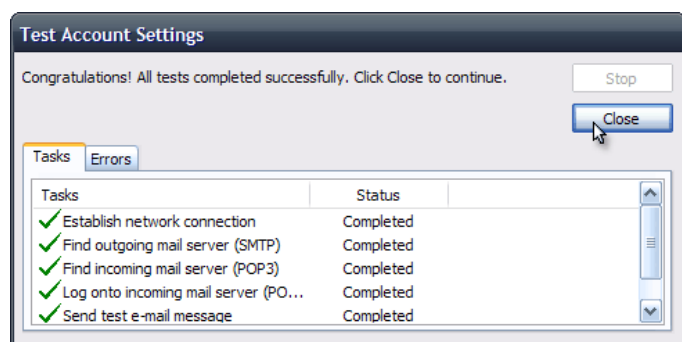 Test Account Settings
Congratulations! All tests completed successfully. Click Close to continue.
Stop
Close
Tasks Errors
Tasks Status
Establish network connection Completed
Find outgoing mail server (SMTP) Completed
Find incoming mail server (POP3) Completed
Log onto incoming mail server (PO... Completed
Send test e-mail message Completed